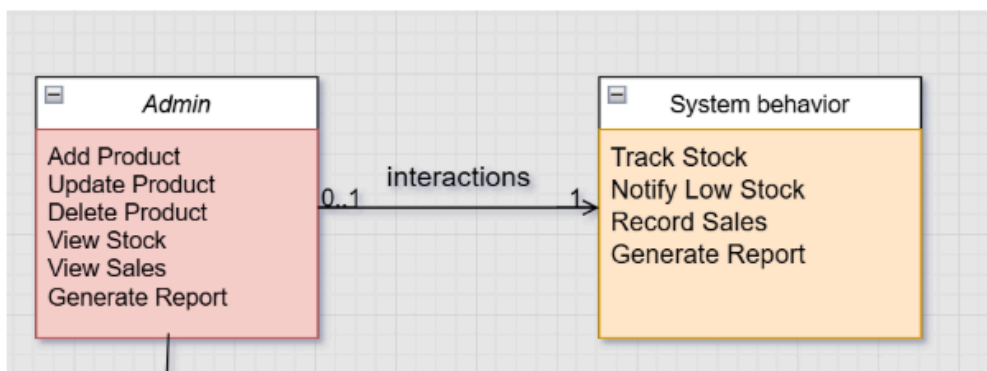 Admin
Add Product
Update Product
Delete Product
View Stock
View Sales
Generate Report
0..1
interactions
1
System behavior
Track Stock
Notify Low Stock
Record Sales
Generate Report